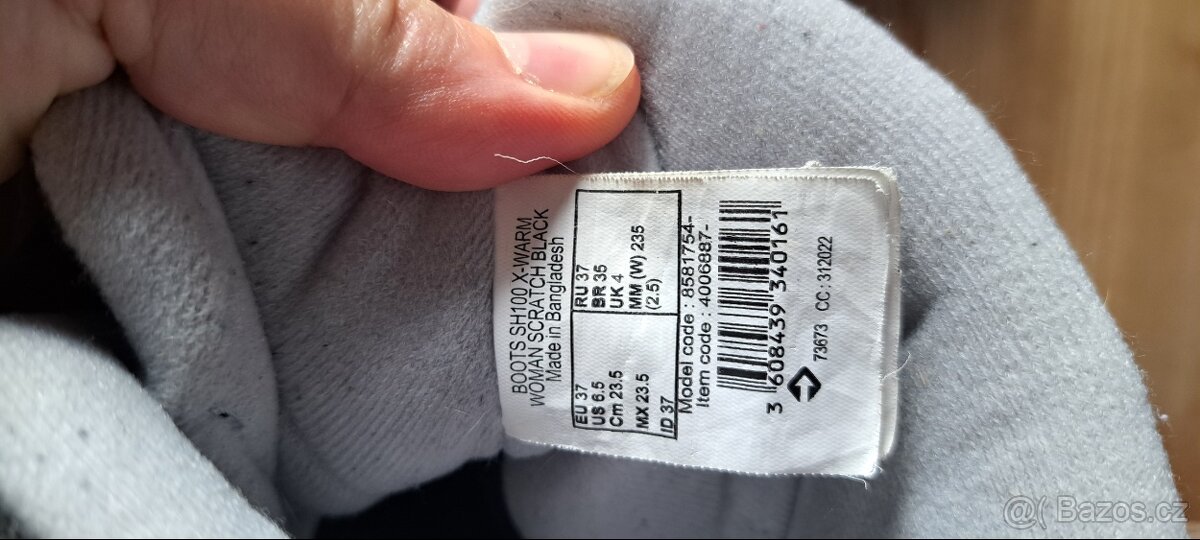 BOOTS SH100 X-WARM
WOMAN SCRATCH BLACK
Made in Bangladesh
EU 37 RU 37
US 6.5 BR 35
Cm 23.5 UK 4
MX 23.5 MM (W) 235
ID 37 (2.5)
Model code : 8581754-
Item code : 4006887-
3 608439 340161
73673 CC : 312022
@( Bazos.cz